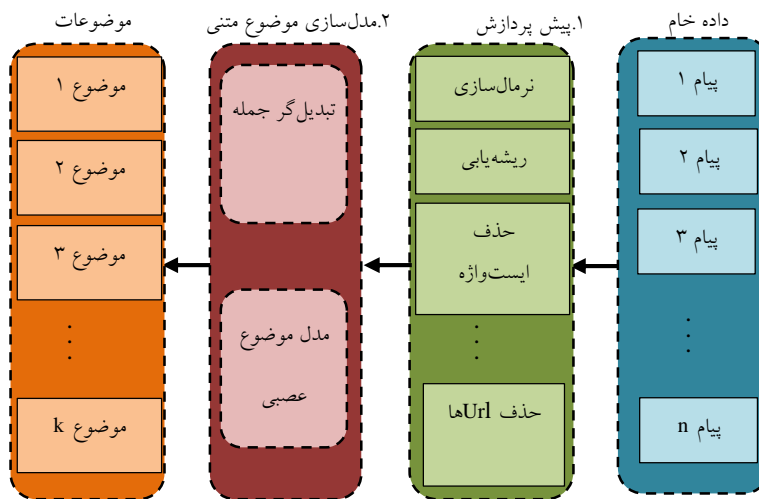 داده خام
پیام ۱
پیام ۲
پیام ۳
⋮
پیام n
۱.پیش پردازش
نرمال‌سازی
ریشه‌یابی
حذف
ایست‌واژه
⋮
حذف Urlها
۲.مدل‌سازی موضوع متنی
تبدیل‌گر جمله
مدل موضوع
عصبی
موضوعات
موضوع ۱
موضوع ۲
موضوع ۳
⋮
موضوع k